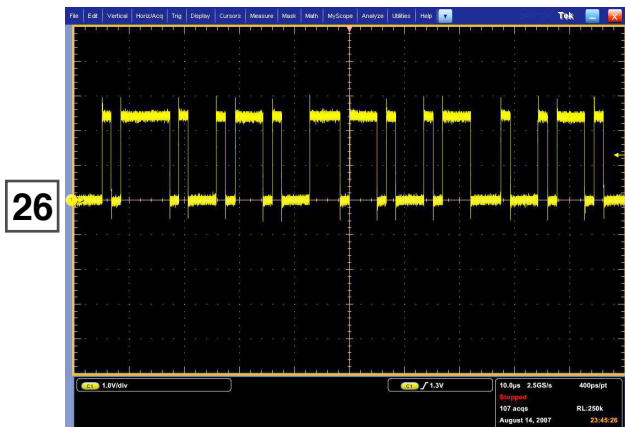 File Edit Vertical Horiz/Acq Trig Display Cursors Measure Mask Math MyScope Analyze Utilities Help Tek X
26
C1 1.0V/div
C1 1.3V
10.0µs 2.5GS/s 400ps/pt
Stopped
107 acqs RL:250k
August 14, 2007 23:45:26